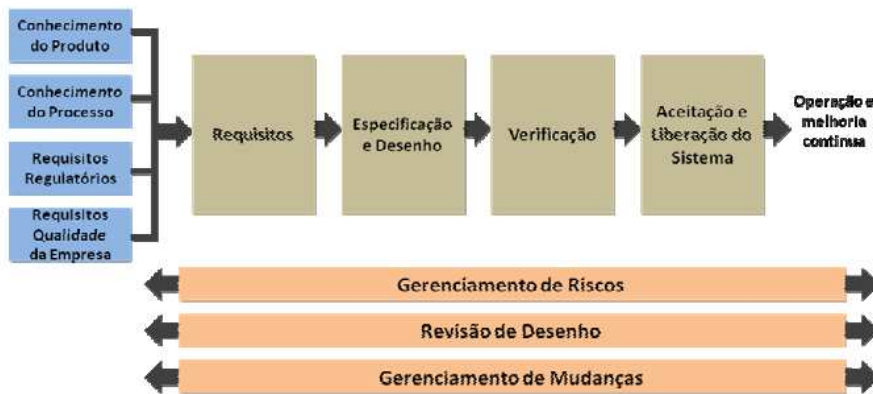 Conhecimento
do Produto
Conhecimento
do Processo
Requisitos
Regulatórios
Requisitos
Qualidade
da Empresa
Requisitos
Especificação
e Desenho
Verificação
Aceitação e
Liberação do
Sistema
Operação e
melhoria
continua
Gerenciamento de Riscos
Revisão de Desenho
Gerenciamento de Mudanças